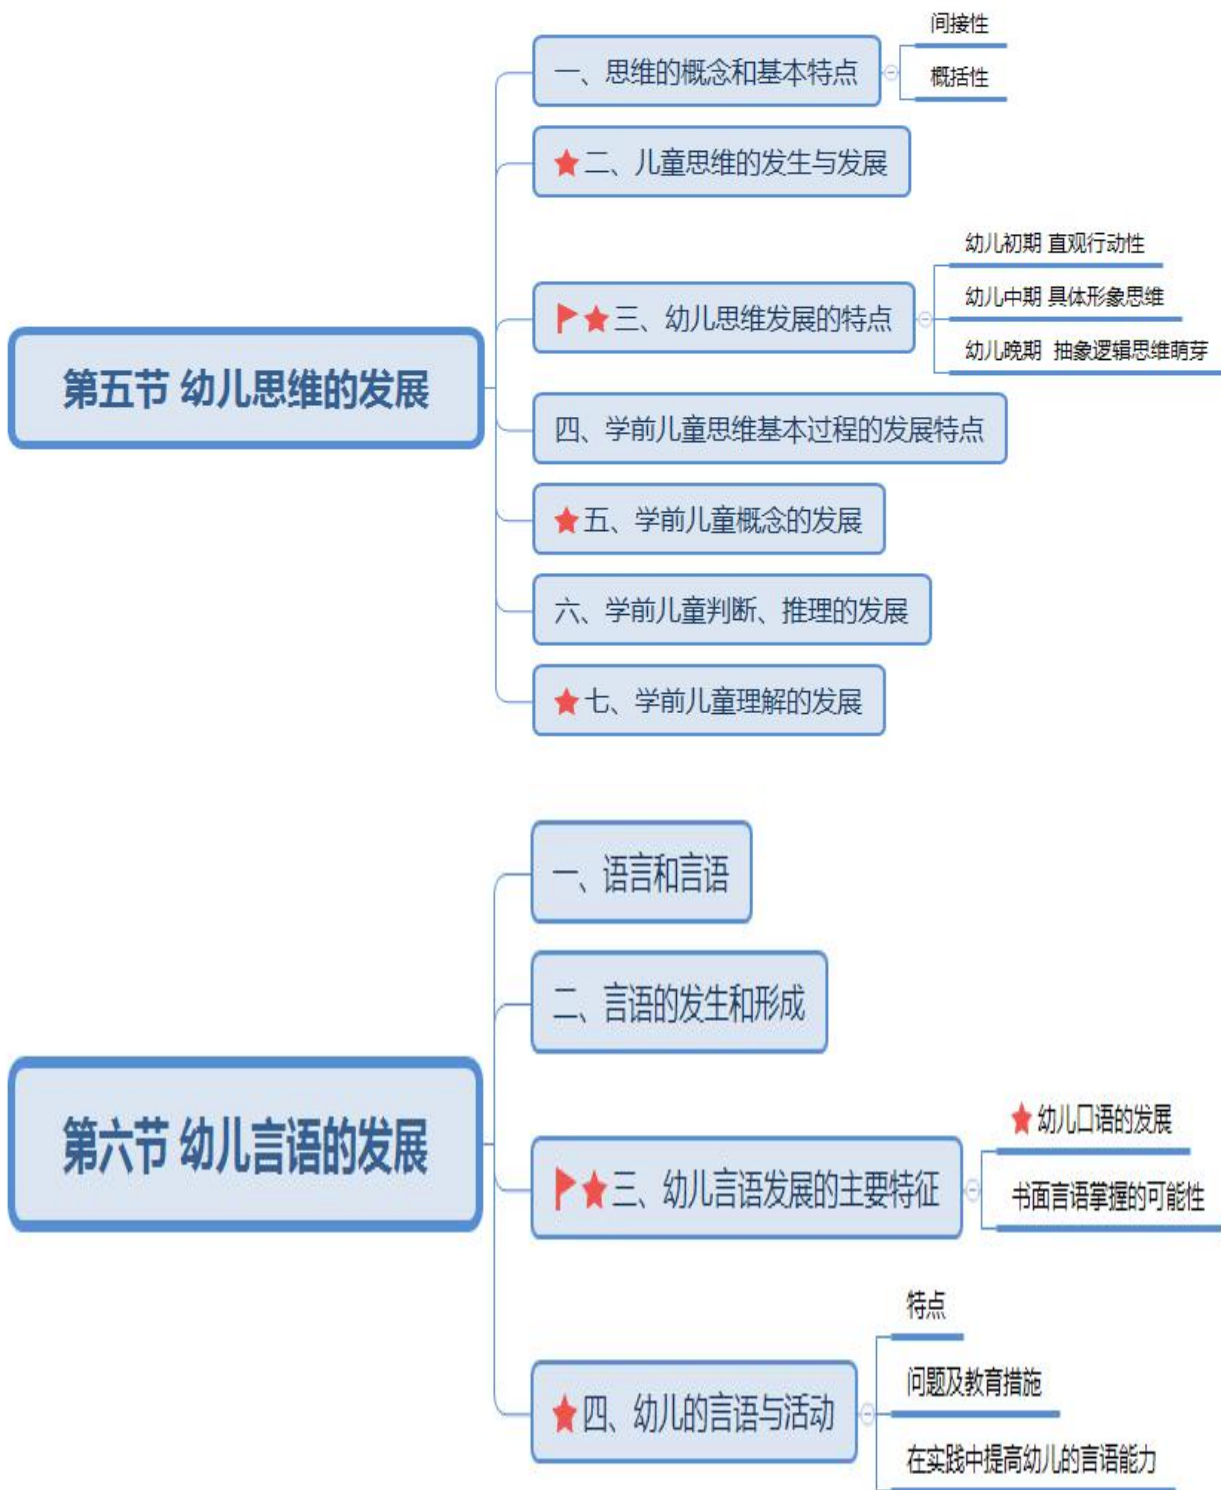 第五节 幼儿思维的发展
一、思维的概念和基本特点
间接性
概括性
二、儿童思维的发生与发展
三、幼儿思维发展的特点
幼儿初期 直观行动性
幼儿中期 具体形象思维
幼儿晚期 抽象逻辑思维萌芽
四、学前儿童思维基本过程的发展特点
五、学前儿童概念的发展
六、学前儿童判断、推理的发展
七、学前儿童理解的发展
第六节 幼儿言语的发展
一、语言和言语
二、言语的发生和形成
三、幼儿言语发展的主要特征
幼儿口语的发展
书面言语掌握的可能性
四、幼儿的言语与活动
特点
问题及教育措施
在实践中提高幼儿的言语能力